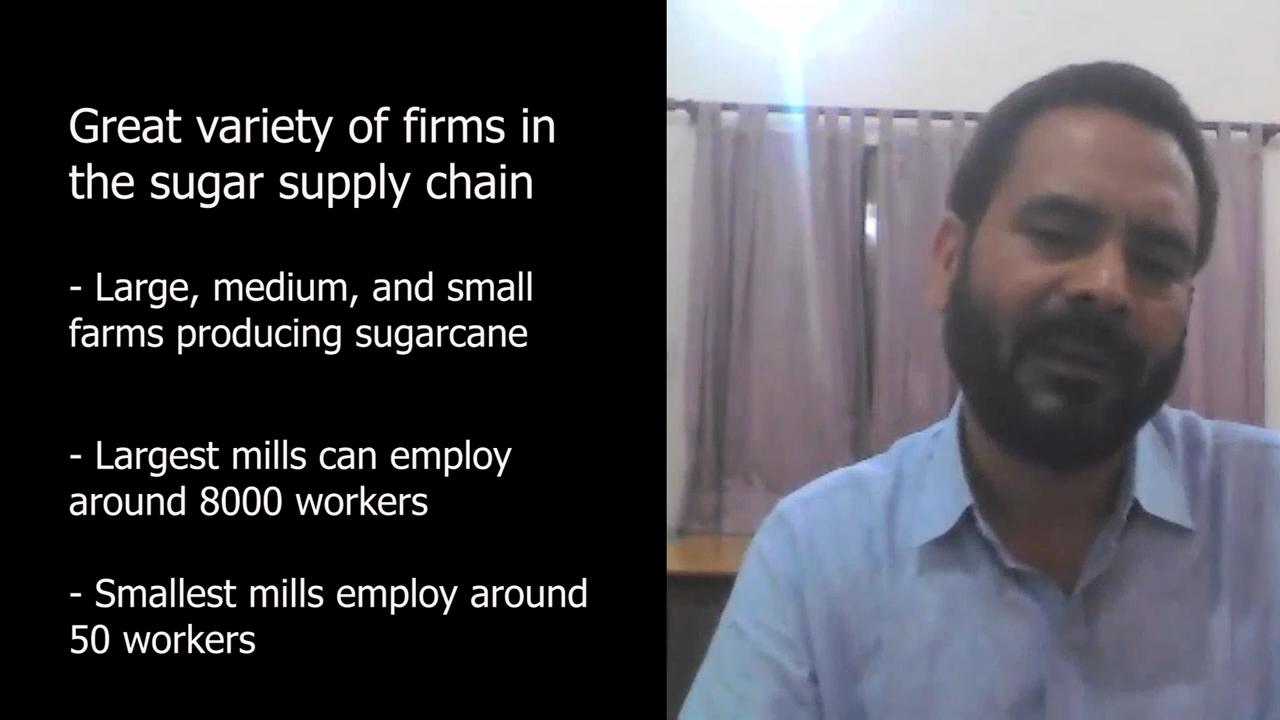 Great variety of firms in
the sugar supply chain
- Large, medium, and small
farms producing sugarcane
- Largest mills can employ
around 8000 workers
- Smallest mills employ around
50 workers